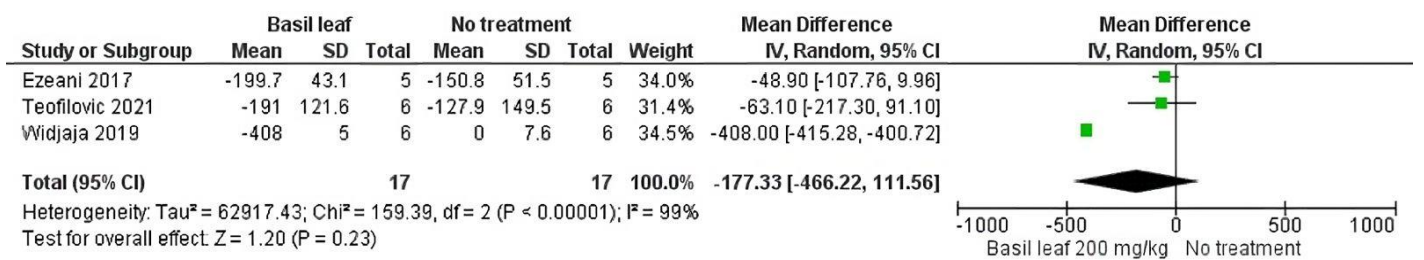 Basil leaf No treatment Mean Difference Mean Difference
Study or Subgroup Mean SD Total Mean SD Total Weight IV, Random, 95% CI IV, Random, 95% CI
Ezeani 2017 -199.7 43.1 5 -150.8 51.5 5 34.0% -48.90 [-107.76, 9.96]
Teofilovic 2021 -191 121.6 6 -127.9 149.5 6 31.4% -63.10 [-217.30, 91.10]
Widjaja 2019 -408 5 6 0 7.6 6 34.5% -408.00 [-415.28, -400.72]
Total (95% CI) 17 17 100.0% -177.33 [-466.22, 111.56]
Heterogeneity: Tau² = 62917.43; Chi² = 159.39, df = 2 (P < 0.00001); I² = 99%
Test for overall effect: Z = 1.20 (P = 0.23)
-1000 -500 0 500 1000
Basil leaf 200 mg/kg No treatment